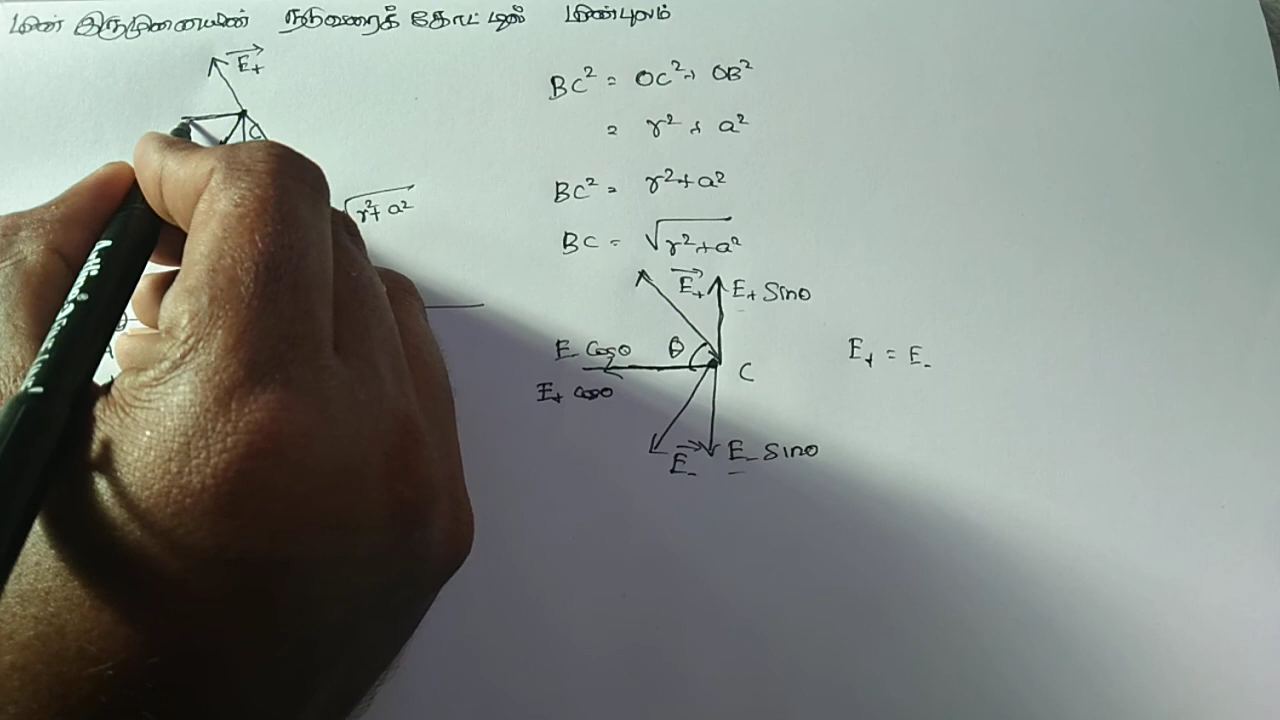 மின் இருமுனையின் நடுவரைக் கோட்டில் மின்புலம்
E₊
C
√r²+a²
BC² = OC² + OB²
= r² + a²
BC² = r²+a²
BC = √r²+a²
E₊ E₊ Sinθ
E₋ Cosθ θ
C
E₊ cosθ
E₊ = E₋
E₋ E₋ Sinθ